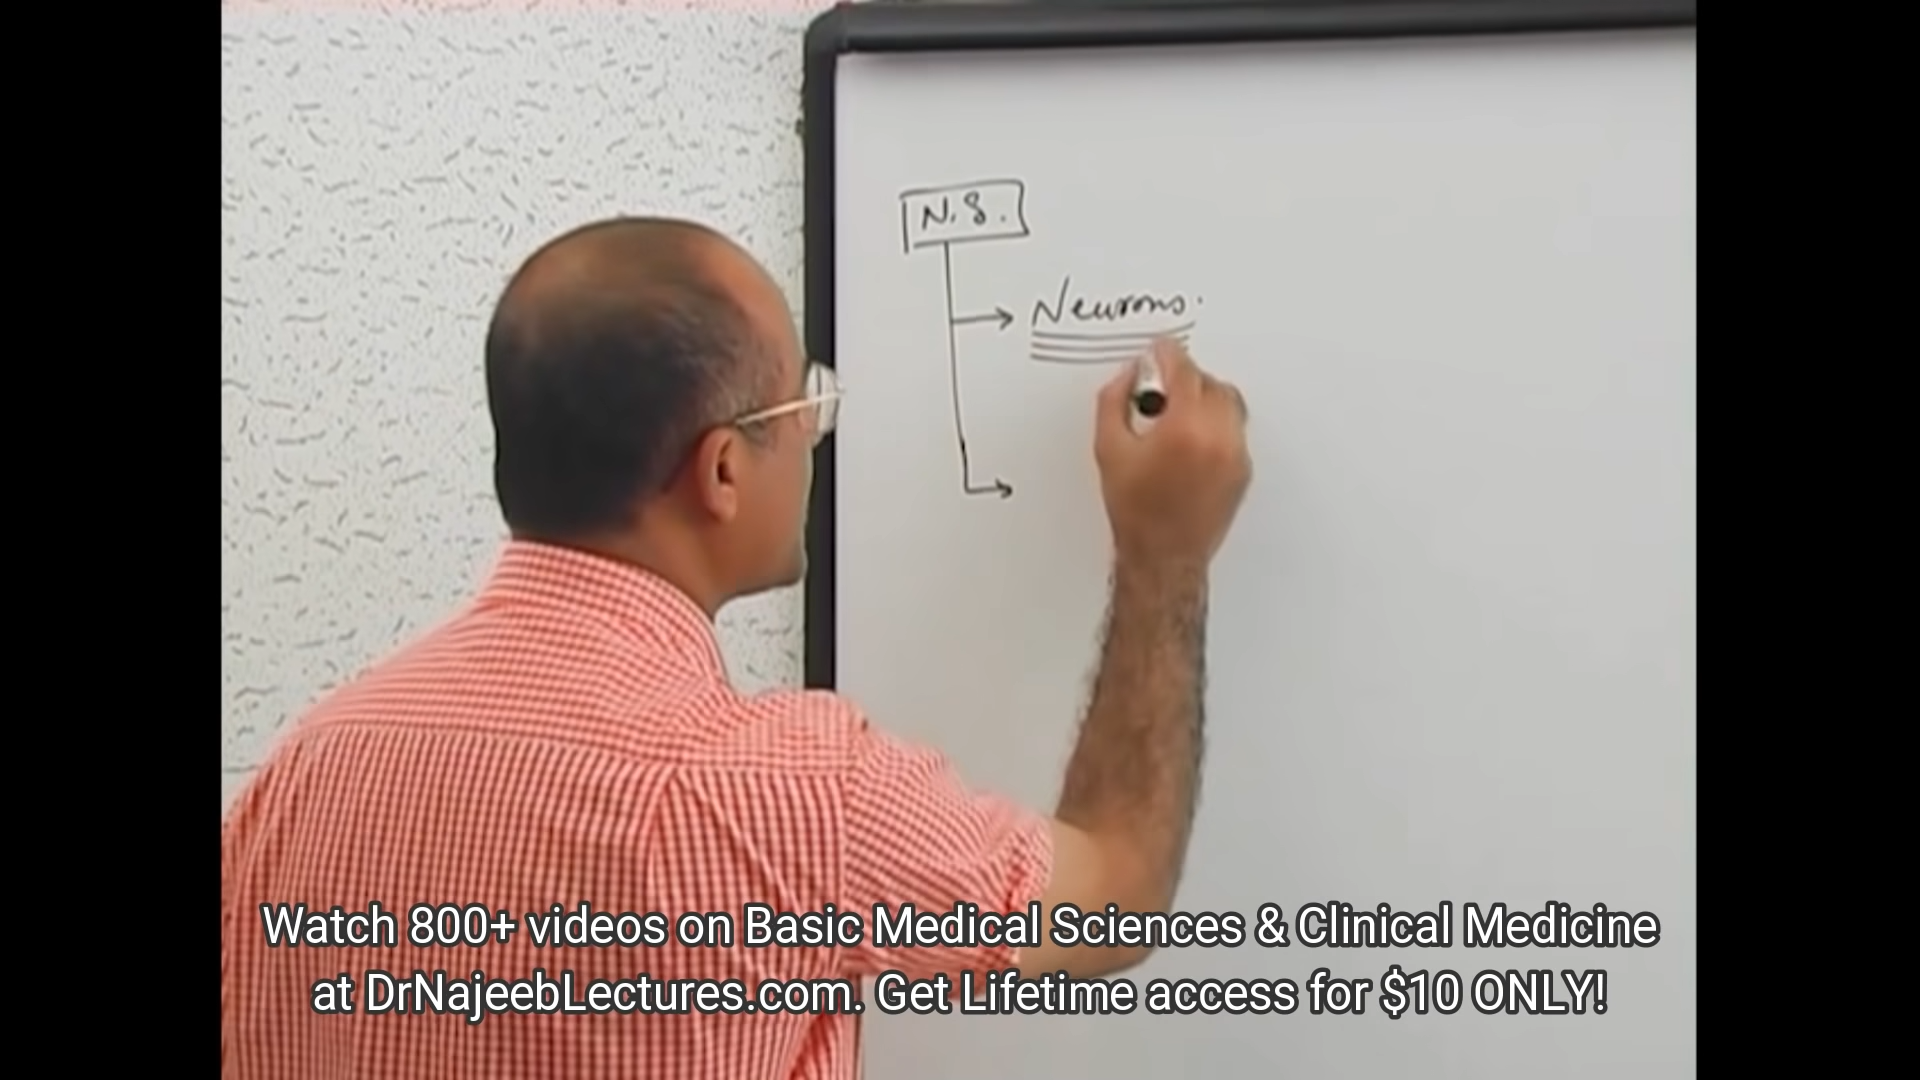 N.S.
Neurons.
Watch 800+ videos on Basic Medical Sciences & Clinical Medicine
at DrNajeebLectures.com. Get Lifetime access for $10 ONLY!